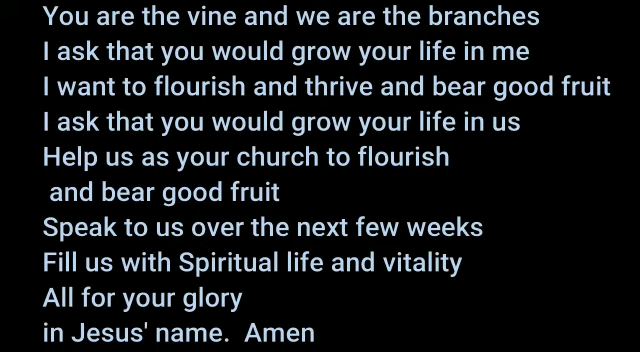 You are the vine and we are the branches
I ask that you would grow your life in me
I want to flourish and thrive and bear good fruit
I ask that you would grow your life in us
Help us as your church to flourish
and bear good fruit
Speak to us over the next few weeks
Fill us with Spiritual life and vitality
All for your glory
in Jesus' name.  Amen